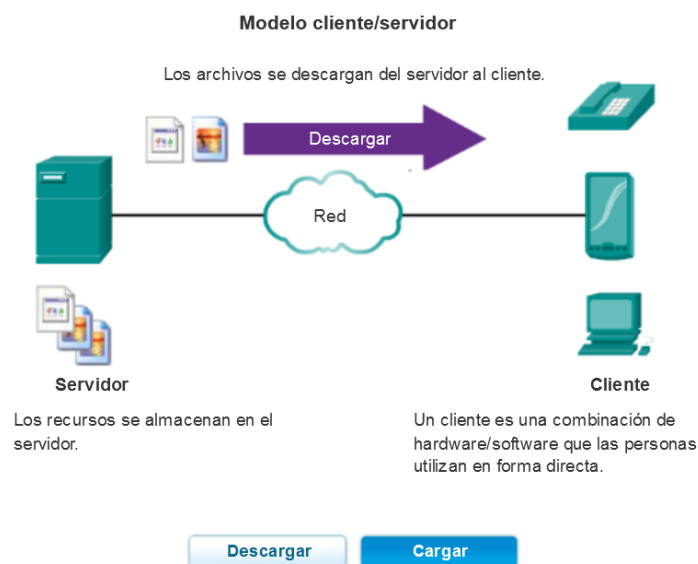 Modelo cliente/servidor
Los archivos se descargan del servidor al cliente.
Descargar
Red
Servidor
Los recursos se almacenan en el
servidor.
Cliente
Un cliente es una combinación de
hardware/software que las personas
utilizan en forma directa.
Descargar
Cargar